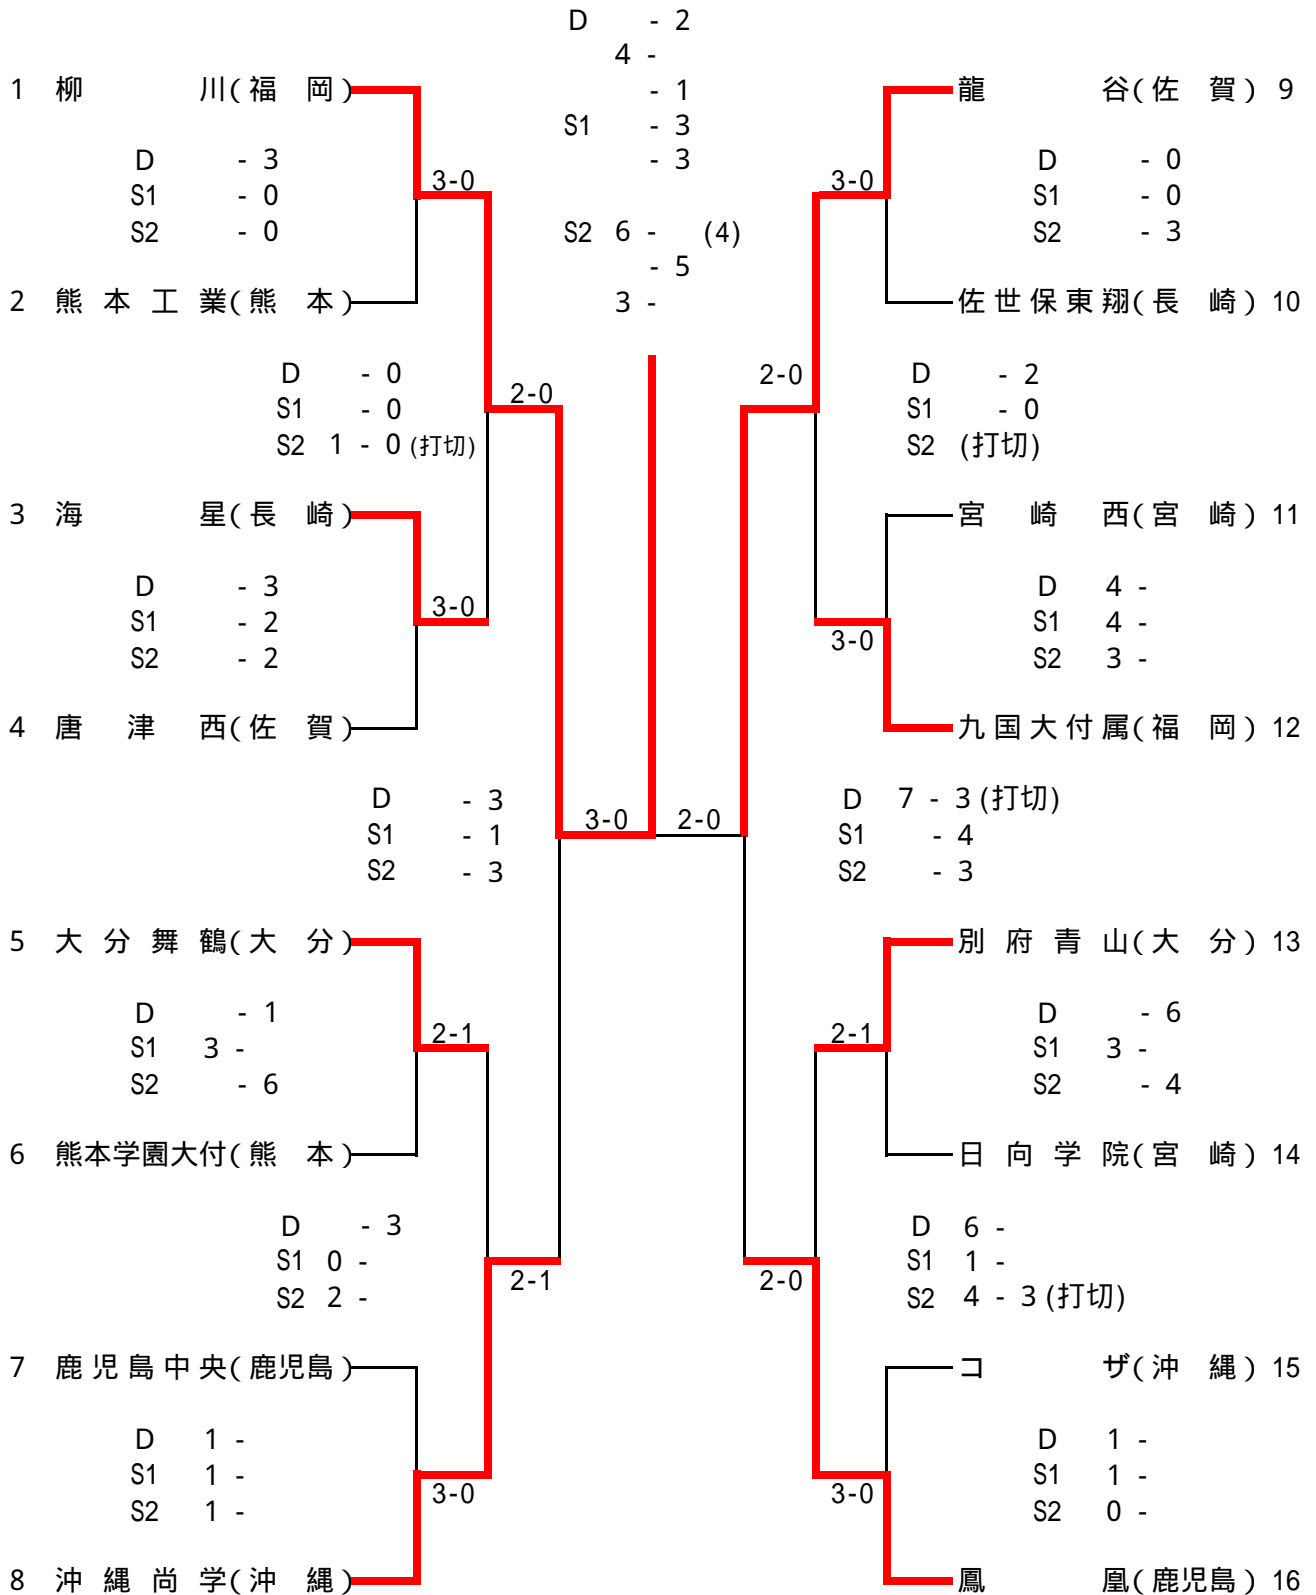 D - 2
4 -
- 1
S1 - 3
- 3
S2 6 - (4)
- 5
3 -
1 柳川(福岡)
D - 3
S1 - 0
S2 - 0
3-0
2 熊本工業(熊本)
D - 0
S1 - 0
S2 1 - 0 (打切)
2-0
3 海星(長崎)
D - 3
S1 - 2
S2 - 2
3-0
4 唐津西(佐賀)
D - 3
S1 - 1
S2 - 3
3-0
5 大分舞鶴(大分)
D - 1
S1 3 -
S2 - 6
2-1
6 熊本学園大付(熊本)
D - 3
S1 0 -
S2 2 -
2-1
7 鹿児島中央(鹿児島)
D 1 -
S1 1 -
S2 1 -
3-0
8 沖縄尚学(沖縄)
龍谷(佐賀) 9
3-0
D - 0
S1 - 0
S2 - 3
佐世保東翔(長崎) 10
2-0
D - 2
S1 - 0
S2 (打切)
宮崎西(宮崎) 11
D 4 -
S1 4 -
S2 3 -
3-0
九国大付属(福岡) 12
2-0
D 7 - 3 (打切)
S1 - 4
S2 - 3
別府青山(大分) 13
D - 6
S1 3 -
S2 - 4
2-1
日向学院(宮崎) 14
D 6 -
S1 1 -
S2 4 - 3 (打切)
2-0
コザ(沖縄) 15
D 1 -
S1 1 -
S2 0 -
3-0
鳳凰(鹿児島) 16